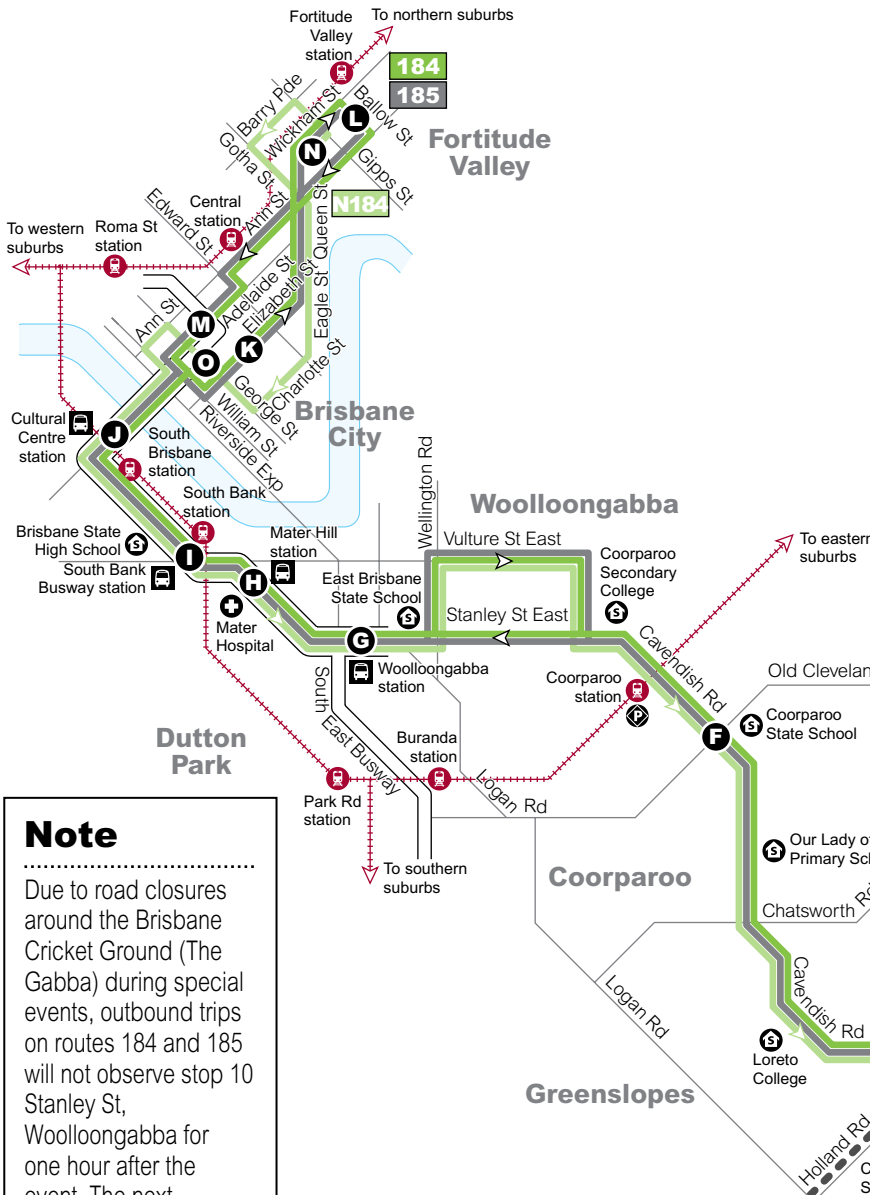 Fortitude
Valley
station
To northern suburbs
184
185
Barry Pde
Wickham St
Ballow St
L
Fortitude
Valley
Gotha St
N
Gipps St
N184
Central
station
Ann St
Queen St
Edward St
To western
suburbs
Roma St
station
Adelaide St
Elizabeth St
Eagle St
Ann St
M
O
K
Charlotte St
George St
William St
Riverside Exp
Brisbane
City
Cultural
Centre
station
J
South
Brisbane
station
South Bank
station
Wellington Rd
Woolloongabba
Brisbane State
High School
S
I
South Bank
Busway station
Mater Hill
station
H
Vulture St East
Coorparoo
Secondary
College
S
To eastern
suburbs
East Brisbane
State School
S
Stanley St East
Mater
Hospital
G
Woolloongabba
station
Cavendish Rd
Coorparoo
station
P
Old Clevelan
F
S
Coorparoo
State School
South East Busway
Dutton
Park
Buranda
station
Logan Rd
Park Rd
station
To southern
suburbs
S
Our Lady of
Primary Sch
Coorparoo
Chatsworth Rd
Cavendish Rd
Logan Rd
S
Loreto
College
Greenslopes
Holland Rd
C
S
Note
Due to road closures
around the Brisbane
Cricket Ground (The
Gabba) during special
events, outbound trips
on routes 184 and 185
will not observe stop 10
Stanley St,
Woolloongabba for
one hour after the
event. The next